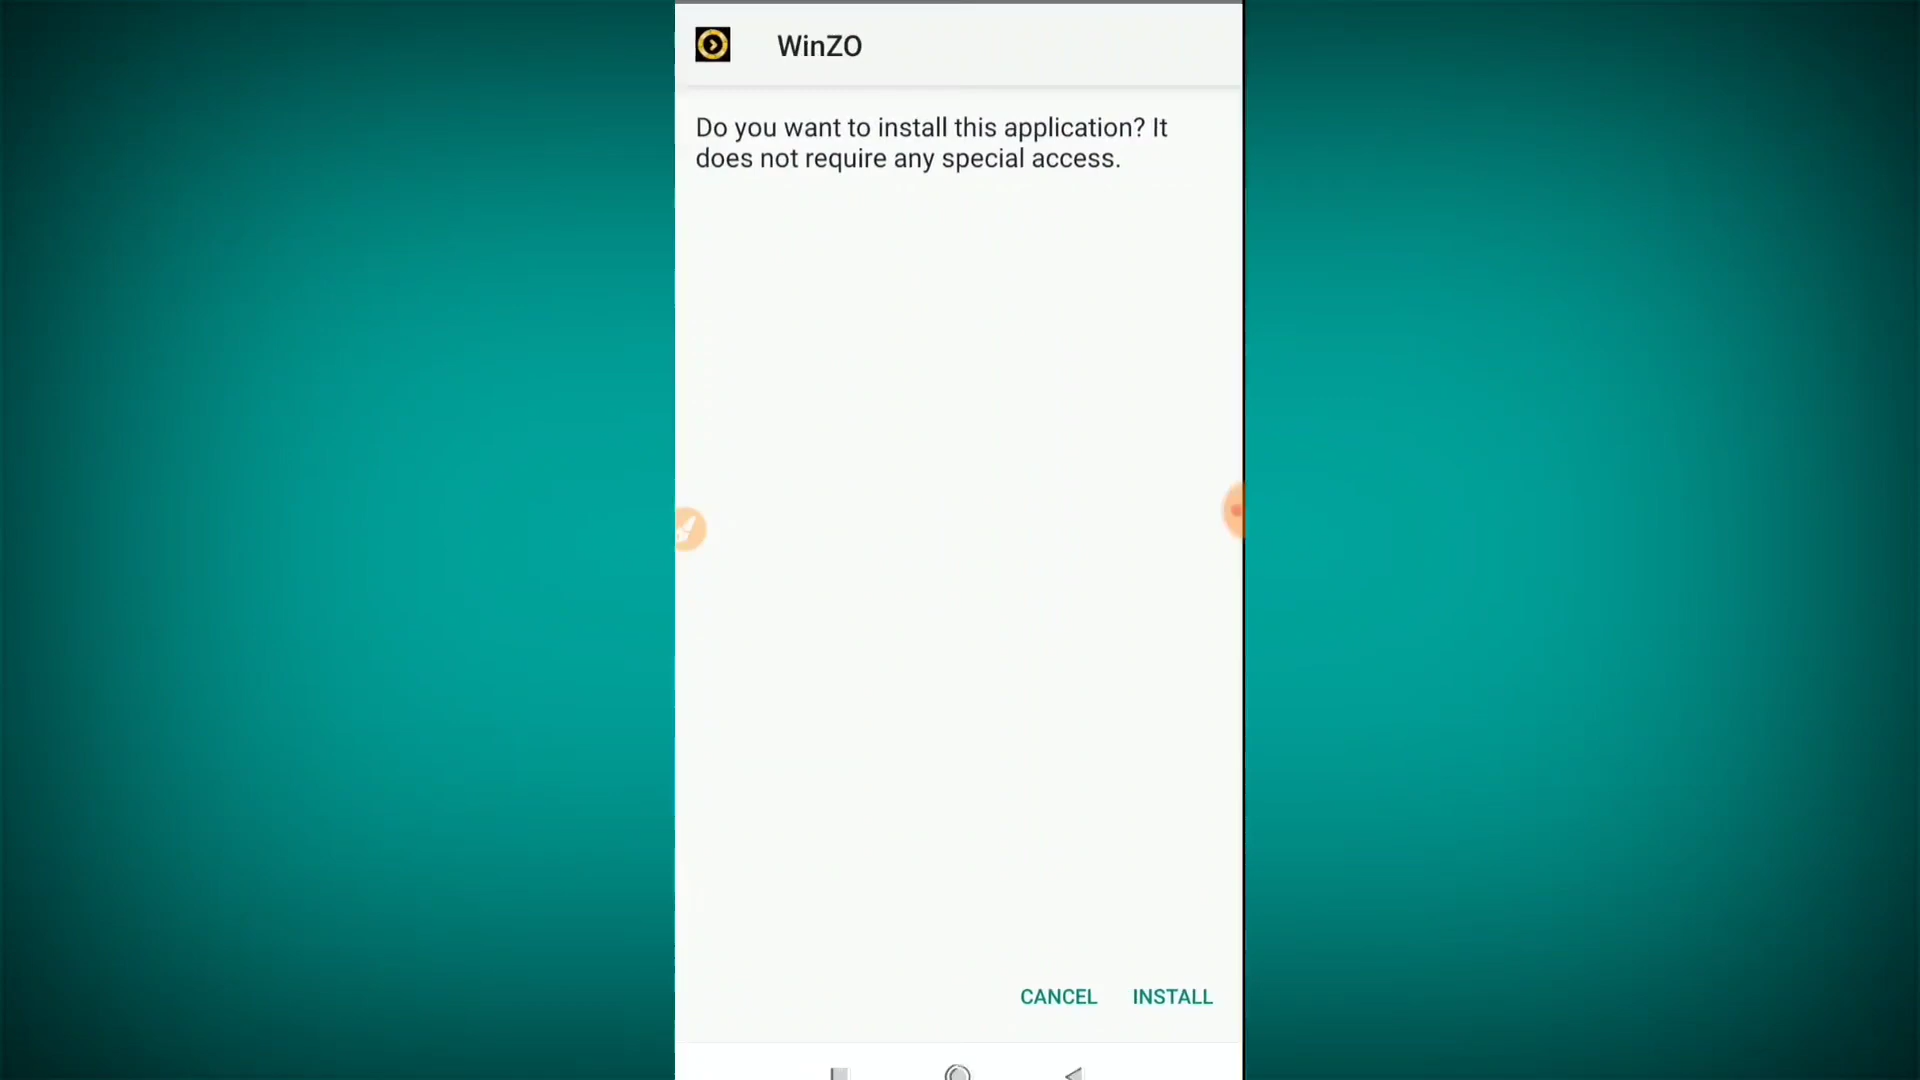 WinZO
Do you want to install this application? It
does not require any special access.
CANCEL INSTALL